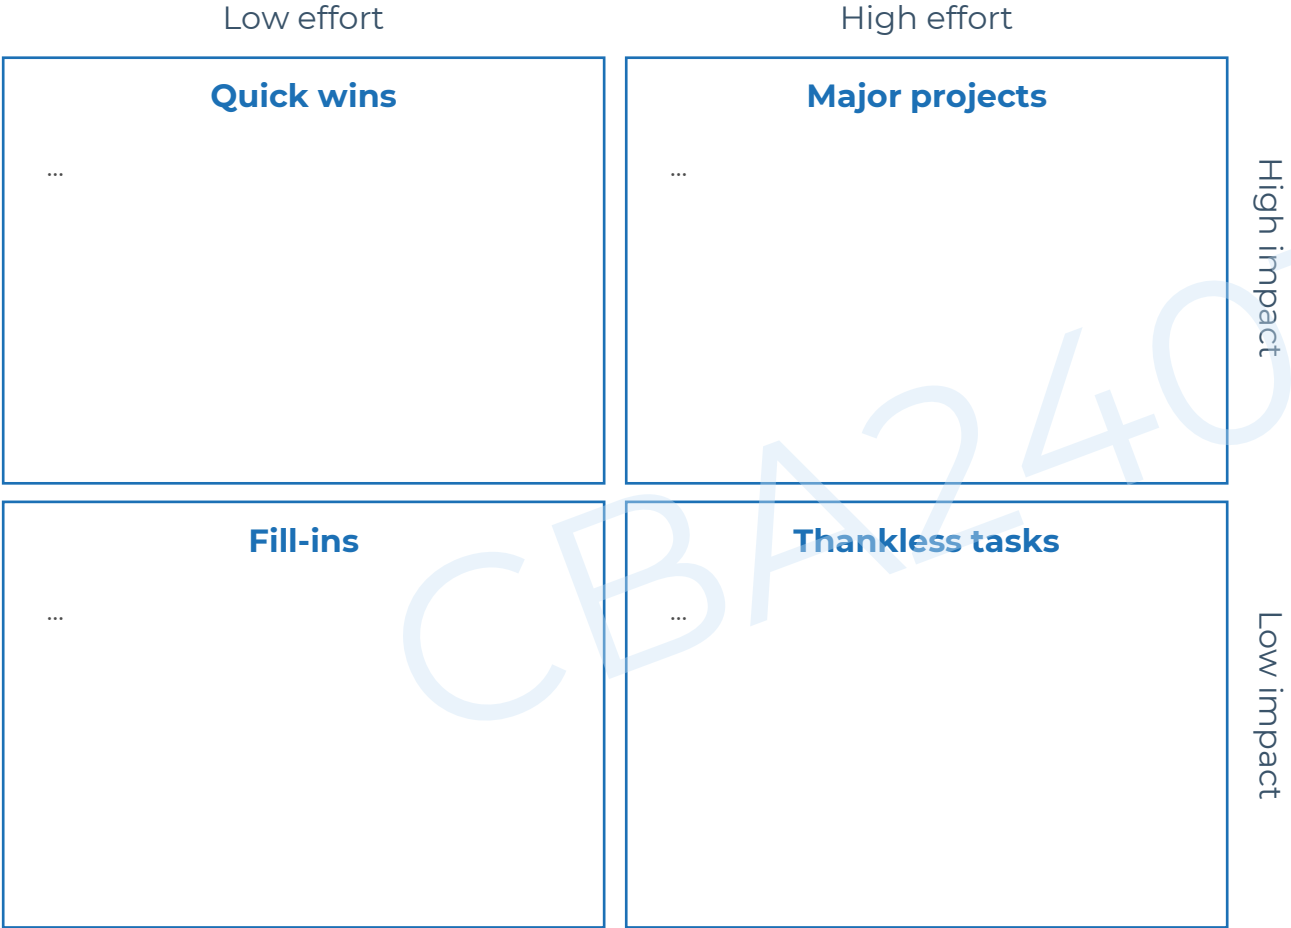 Low effort
High effort
Quick wins
Major projects
...
...
High impact
Fill-ins
Thankless tasks
...
...
Low impact
CBA240